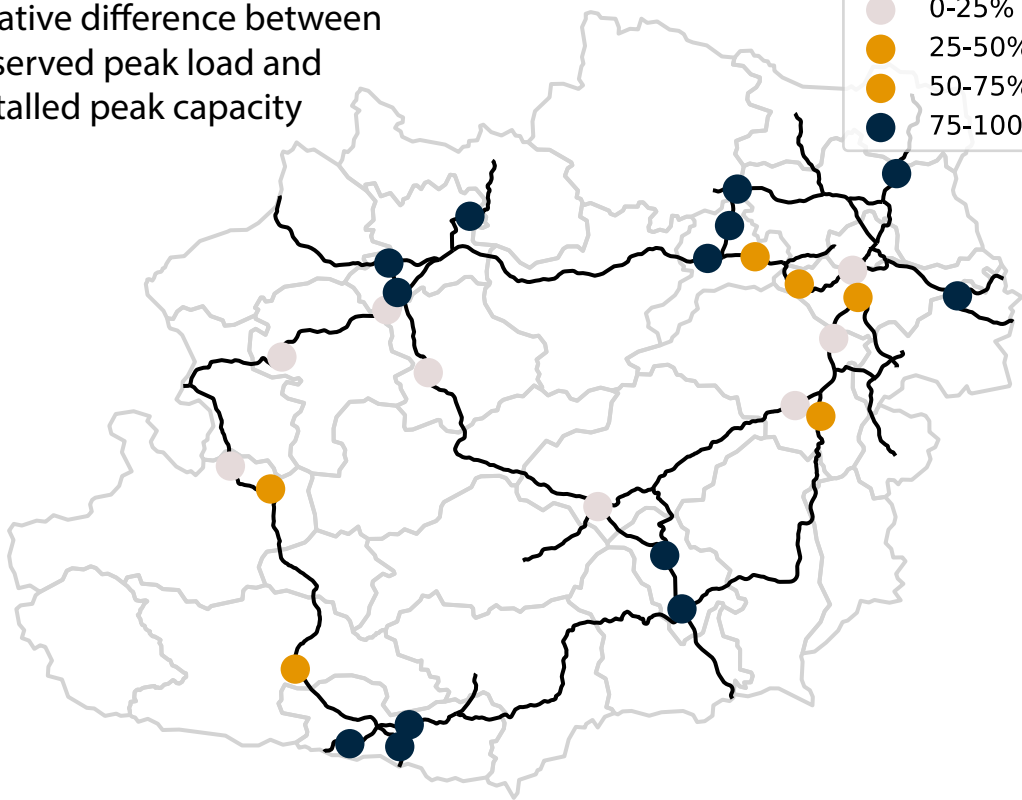 ative difference between
served peak load and
talled peak capacity
0-25%
25-50%
50-75%
75-100